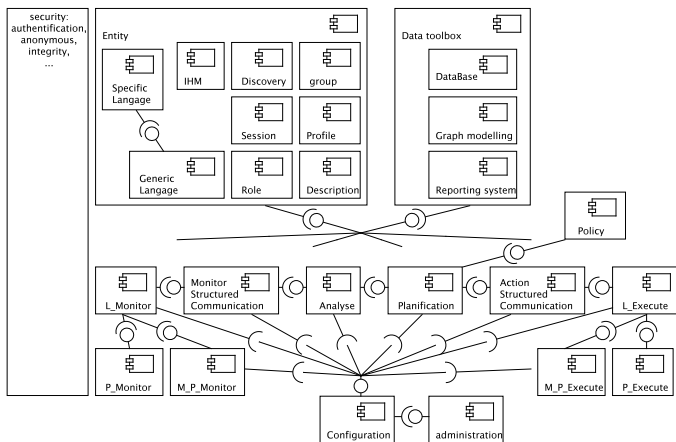 security:
authentification,
anonymous,
integrity,
...
Entity
Specific
Langage
IHM
Discovery
group
Session
Profile
Generic
Langage
Role
Description
Data toolbox
DataBase
Graph modelling
Reporting system
Policy
L_Monitor
Monitor
Structured
Communication
Analyse
Planification
Action
Structured
Communication
L_Execute
P_Monitor
M_P_Monitor
M_P_Execute
P_Execute
Configuration
administration